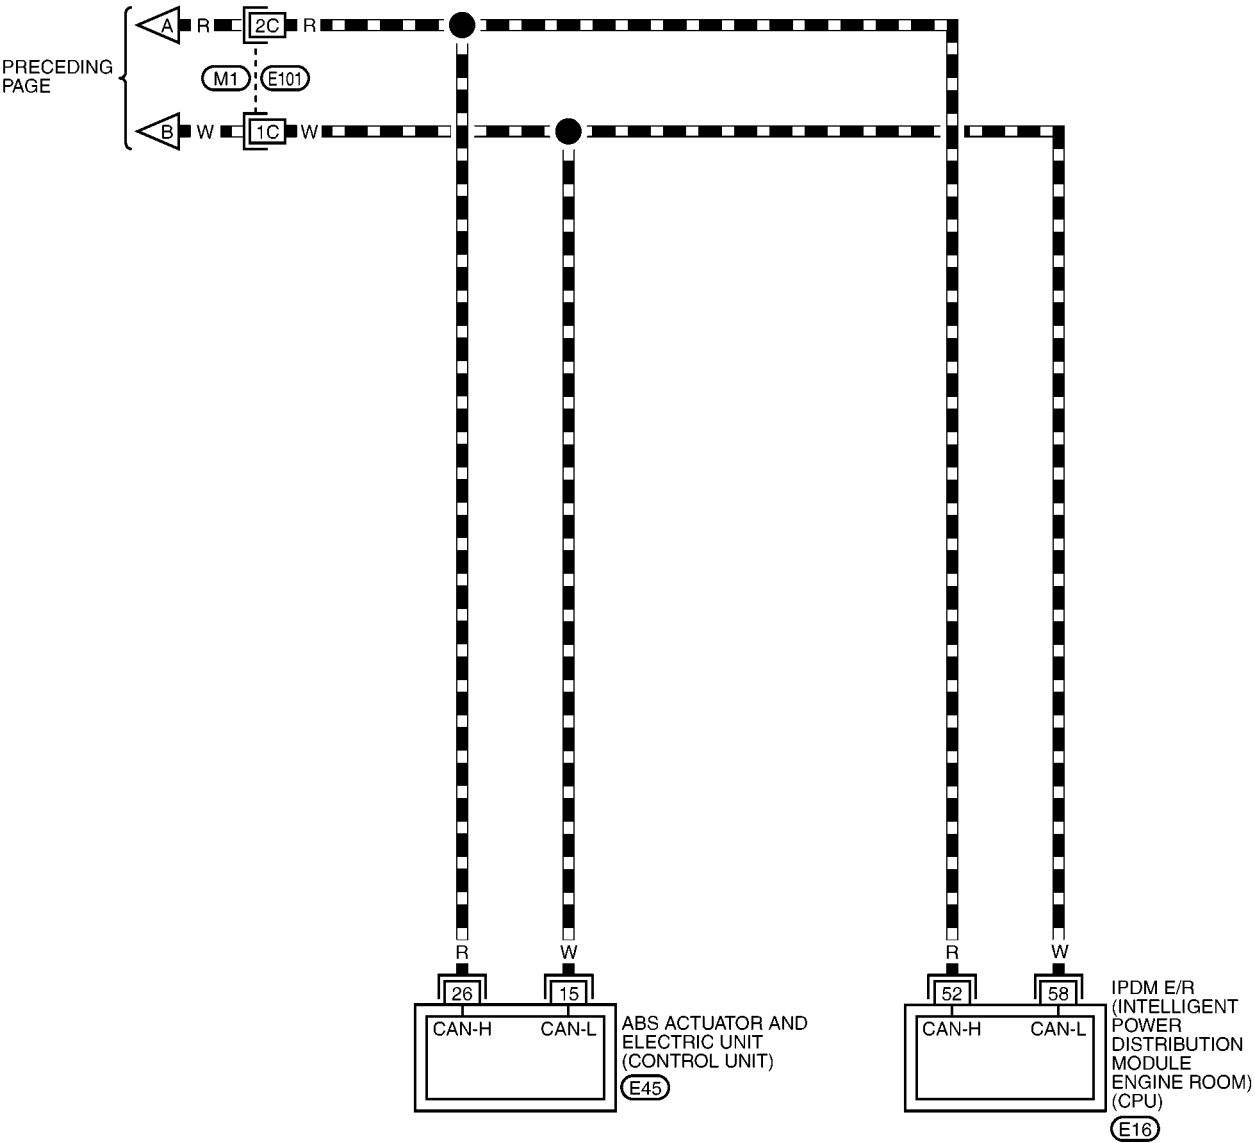 A R 2C R
PRECEDING
PAGE
M1 E101
B W 1C W
R W R W
26 15 52 58
CAN-H CAN-L CAN-H CAN-L
ABS ACTUATOR AND
ELECTRIC UNIT
(CONTROL UNIT)
E45
IPDM E/R
(INTELLIGENT
POWER
DISTRIBUTION
MODULE
ENGINE ROOM)
(CPU)
E16